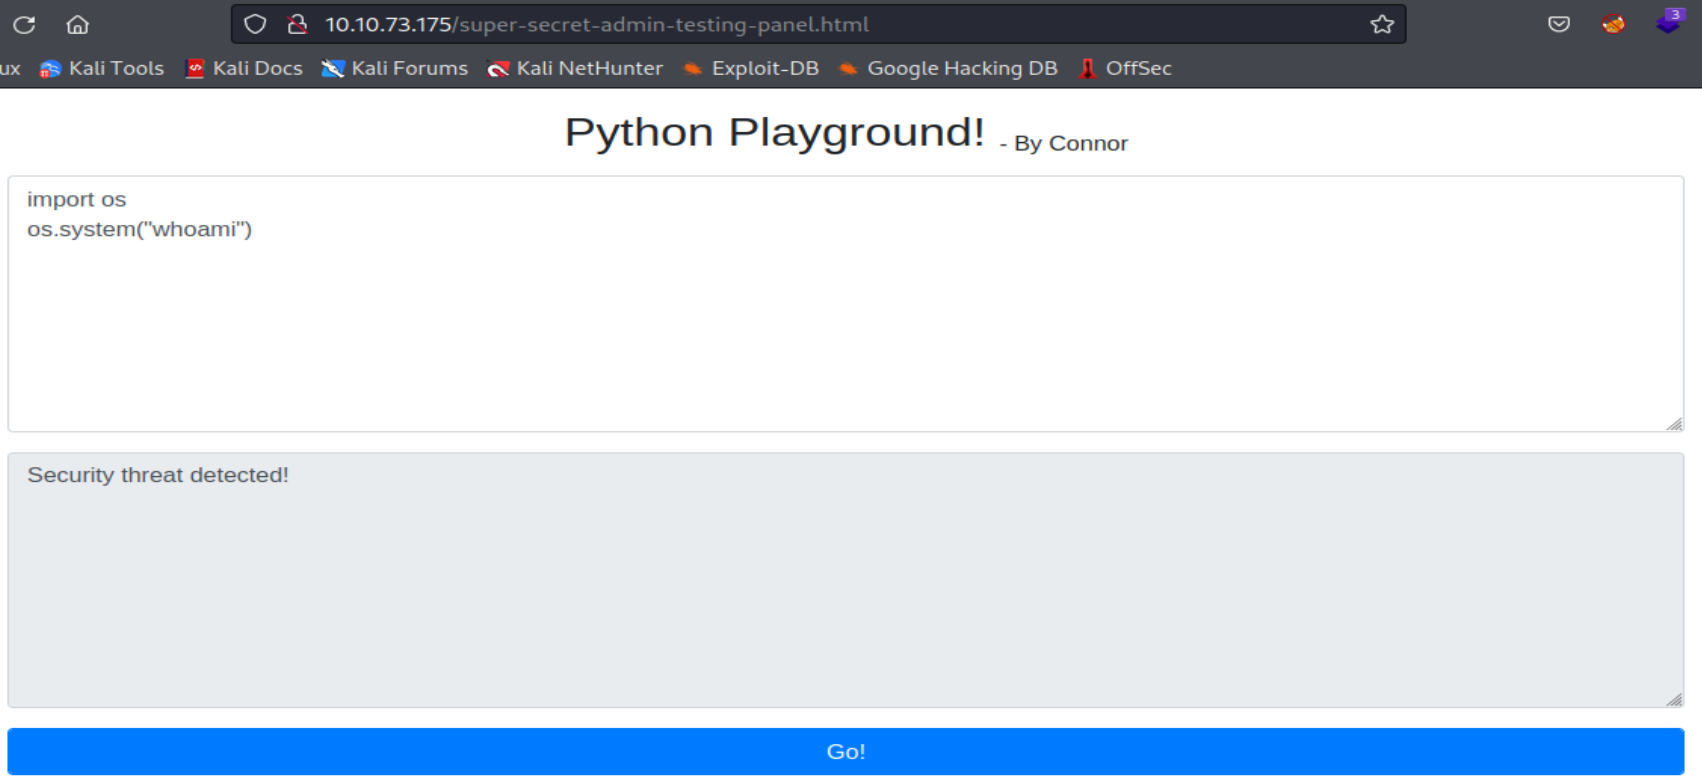 10.10.73.175/super-secret-admin-testing-panel.html
3
ux Kali Tools Kali Docs Kali Forums Kali NetHunter Exploit-DB Google Hacking DB OffSec
Python Playground! - By Connor
import os
os.system("whoami")
Security threat detected!
Go!